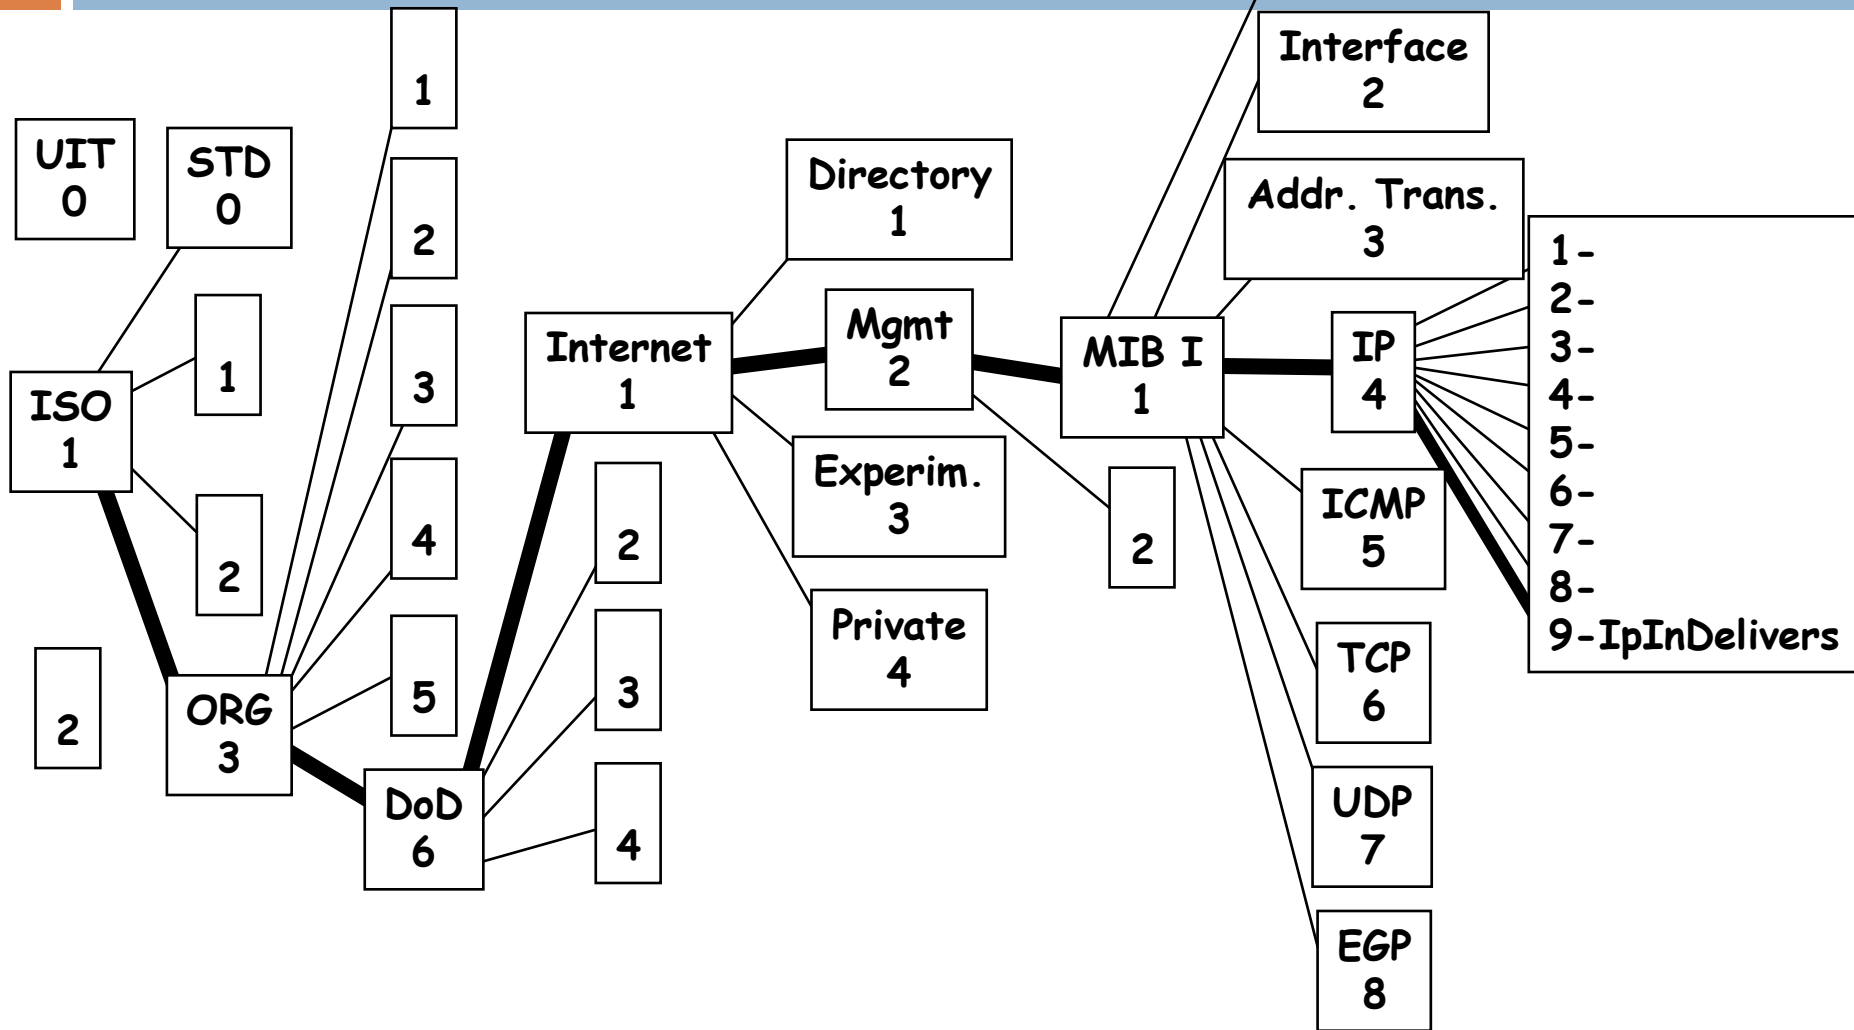 UIT
0
STD
0
ISO
1
1
2
2
ORG
3
1
2
3
4
5
DoD
6
Internet
1
2
3
4
Directory
1
Mgmt
2
Experim.
3
Private
4
MIB I
1
2
Interface
2
Addr. Trans.
3
IP
4
ICMP
5
TCP
6
UDP
7
EGP
8
1-
2-
3-
4-
5-
6-
7-
8-
9-IpInDelivers